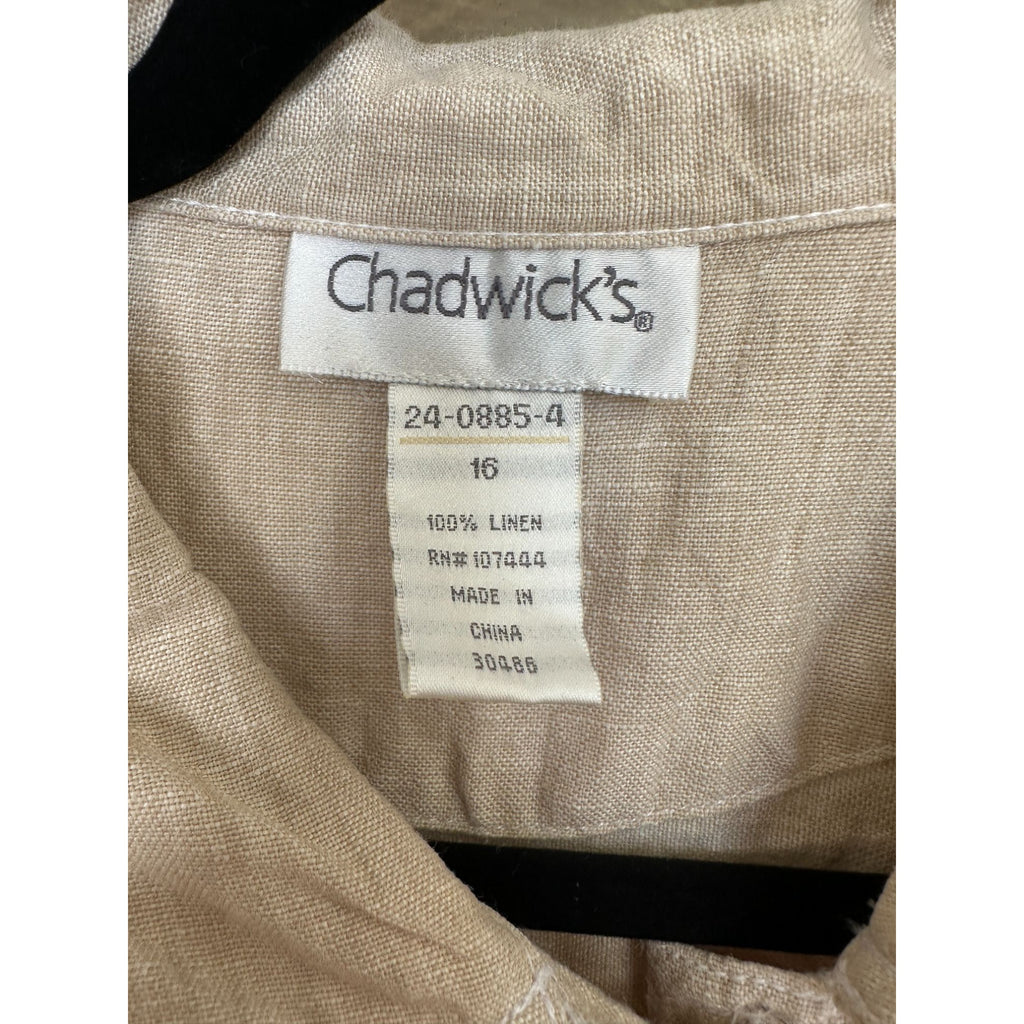 Chadwick's®
24-0885-4
16
100% LINEN
RN# 107444
MADE IN
CHINA
30486